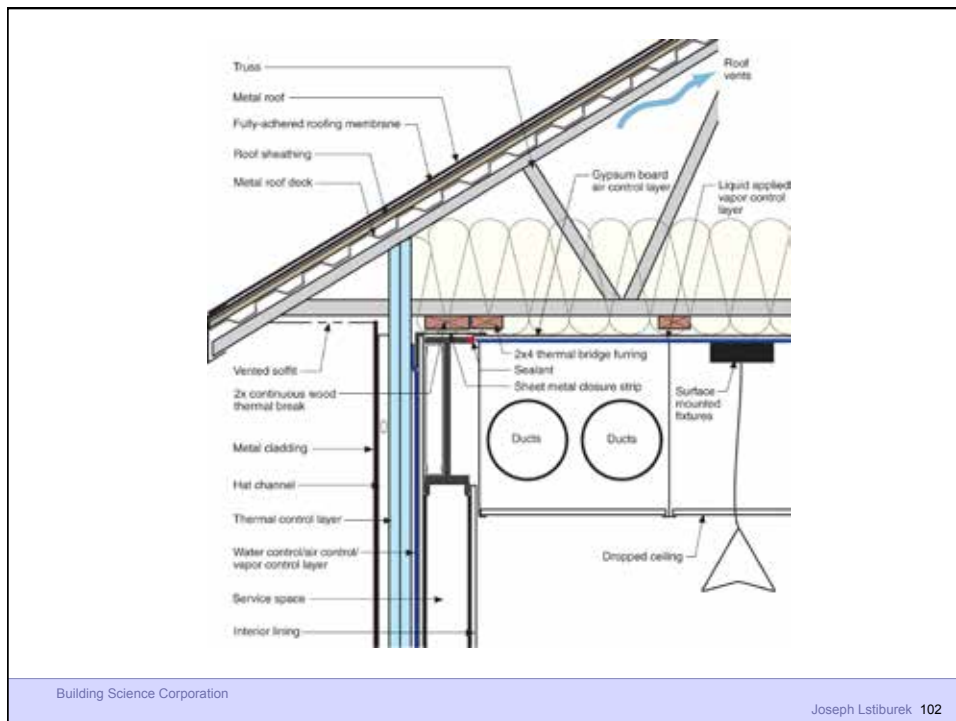 Truss
Metal roof
Fully-adhered roofing membrane
Roof sheathing
Metal roof deck
Roof
vents
Gypsum board
air control layer
Liquid applied
vapor control
layer
Vented soffit
2x continuous wood
thermal break
Metal cladding
Hat channel
Thermal control layer
Water control/air control/
vapor control layer
Service space
Interior lining
2x4 thermal bridge furring
Sealant
Sheet metal closure strip
Surface
mounted
fixtures
Ducts
Ducts
Dropped ceiling
Building Science Corporation
Joseph Lstiburek 102